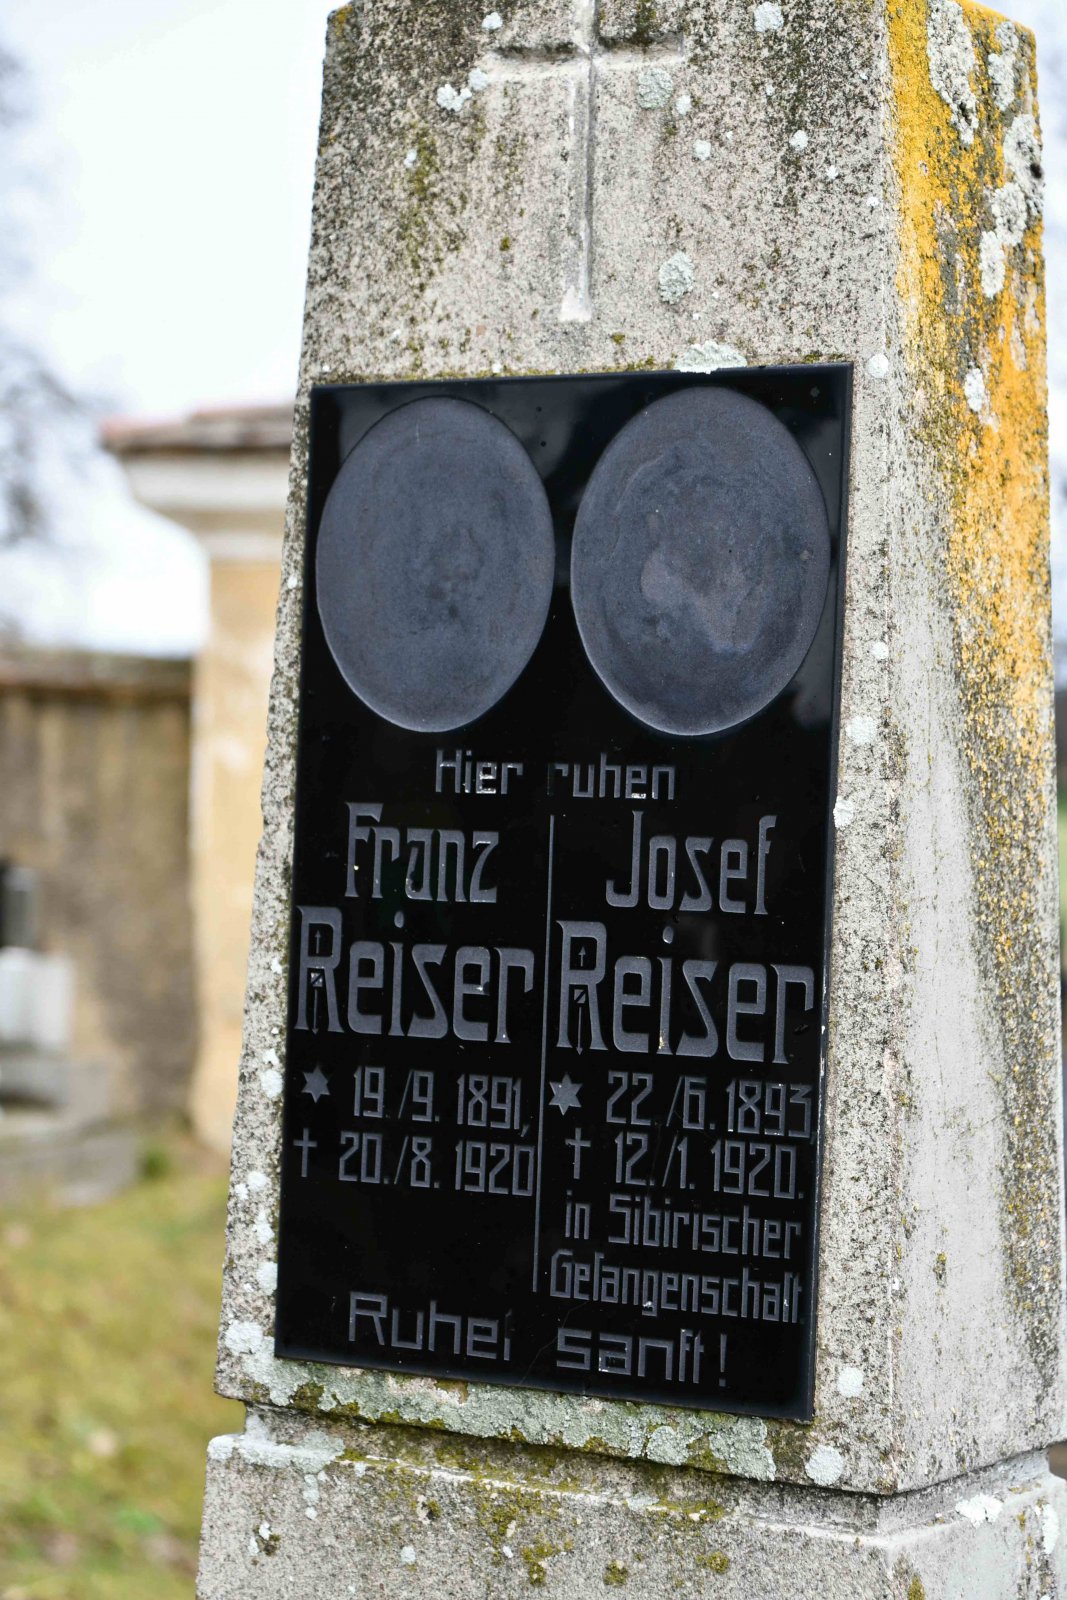 Hier ruhen
Franz
Reiser
* 19./9. 1891,
† 20./8. 1920
Josef
Reiser
* 22./6. 1893,
† 12./1. 1920.
in Sibirischer
Gefangenschaft
Ruhet sanft!